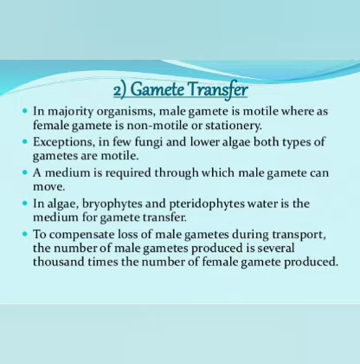 2) Gamete Transfer
• In majority organisms, male gamete is motile where as
female gamete is non-motile or stationery.
• Exceptions, in few fungi and lower algae both types of
gametes are motile.
• A medium is required through which male gamete can
move.
• In algae, bryophytes and pteridophytes water is the
medium for gamete transfer.
• To compensate loss of male gametes during transport,
the number of male gametes produced is several
thousand times the number of female gamete produced.